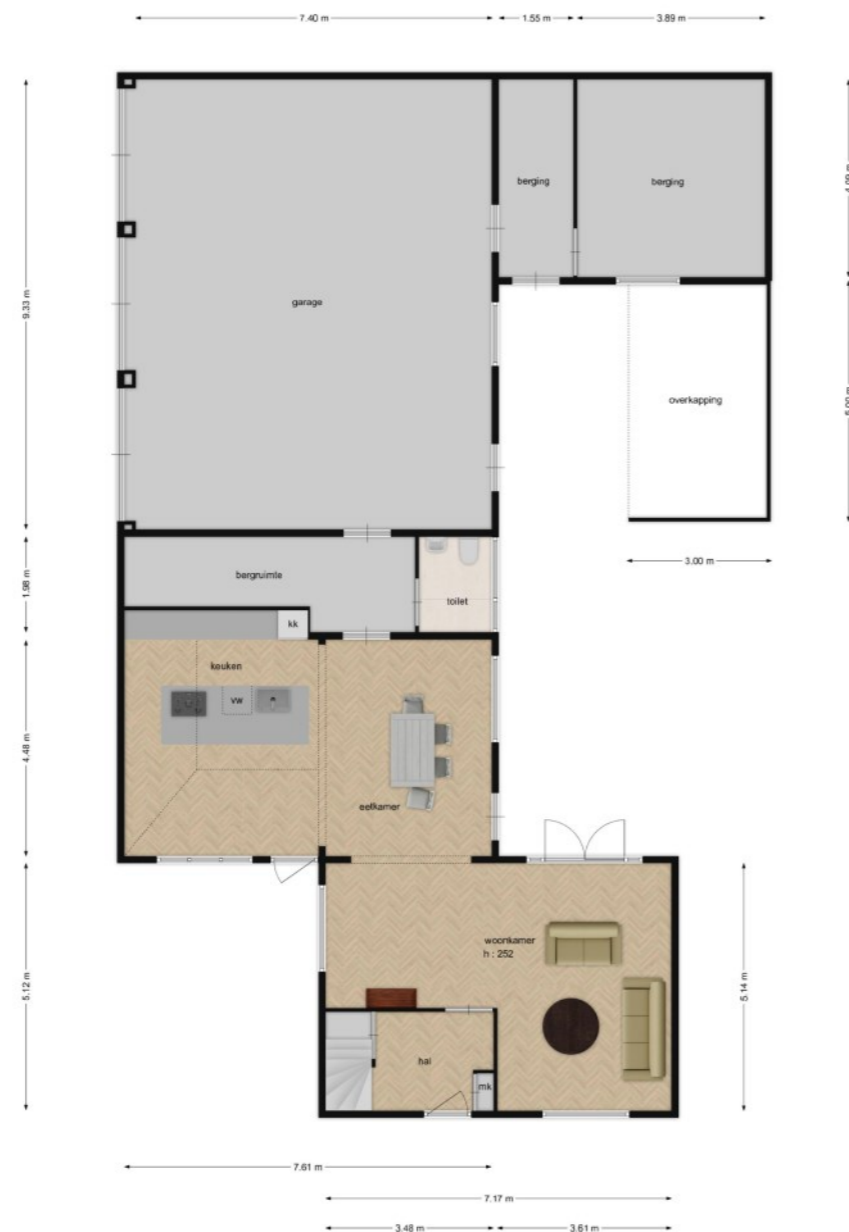 7.40 m
1.55 m
3.89 m
berging
berging
9.33 m
garage
overkapping
3.00 m
1.98 m
bergruimte
toilet
kk
keuken
vw
4.48 m
eetkamer
woonkamer
h : 252
5.12 m
5.14 m
hal
mk
7.61 m
7.17 m
3.48 m
3.61 m